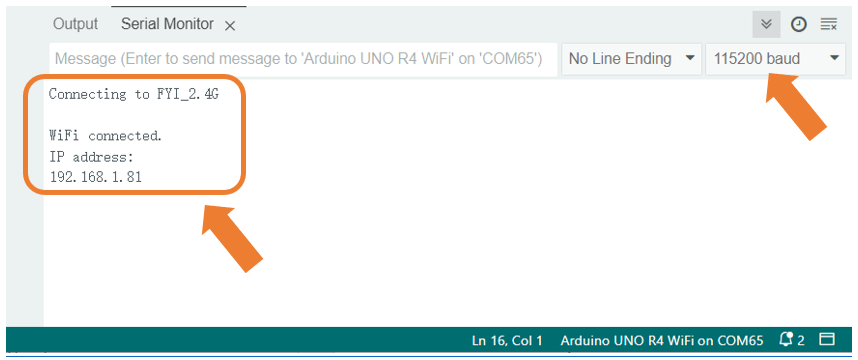 Output Serial Monitor
Message (Enter to send message to 'Arduino UNO R4 WiFi' on 'COM65') No Line Ending 115200 baud
Connecting to FYI_2.4G
WiFi connected.
IP address:
192.168.1.81
Ln 16, Col 1 Arduino UNO R4 WiFi on COM65 2